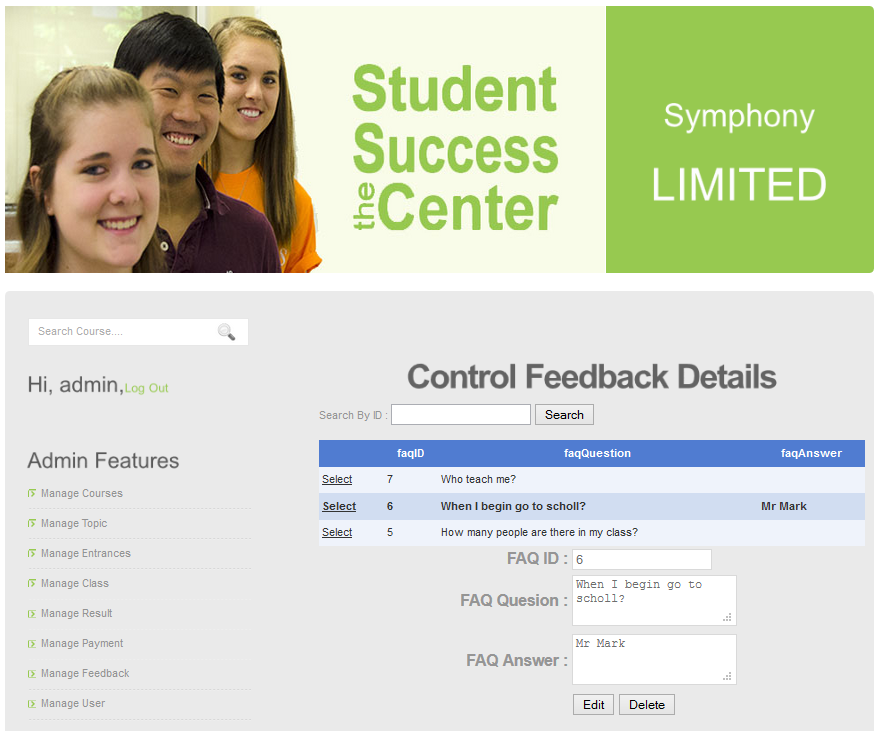 Student
Success
the Center
Symphony
LIMITED
Search Course....
Hi, admin,Log Out
Admin Features
Manage Courses
Manage Topic
Manage Entrances
Manage Class
Manage Result
Manage Payment
Manage Feedback
Manage User
Control Feedback Details
Search By ID : Search
faqID faqQuestion faqAnswer
Select 7 Who teach me?
Select 6 When I begin go to scholl? Mr Mark
Select 5 How many people are there in my class?
FAQ ID : 6
FAQ Quesion : When I begin go to
scholl?
FAQ Answer : Mr Mark
Edit Delete